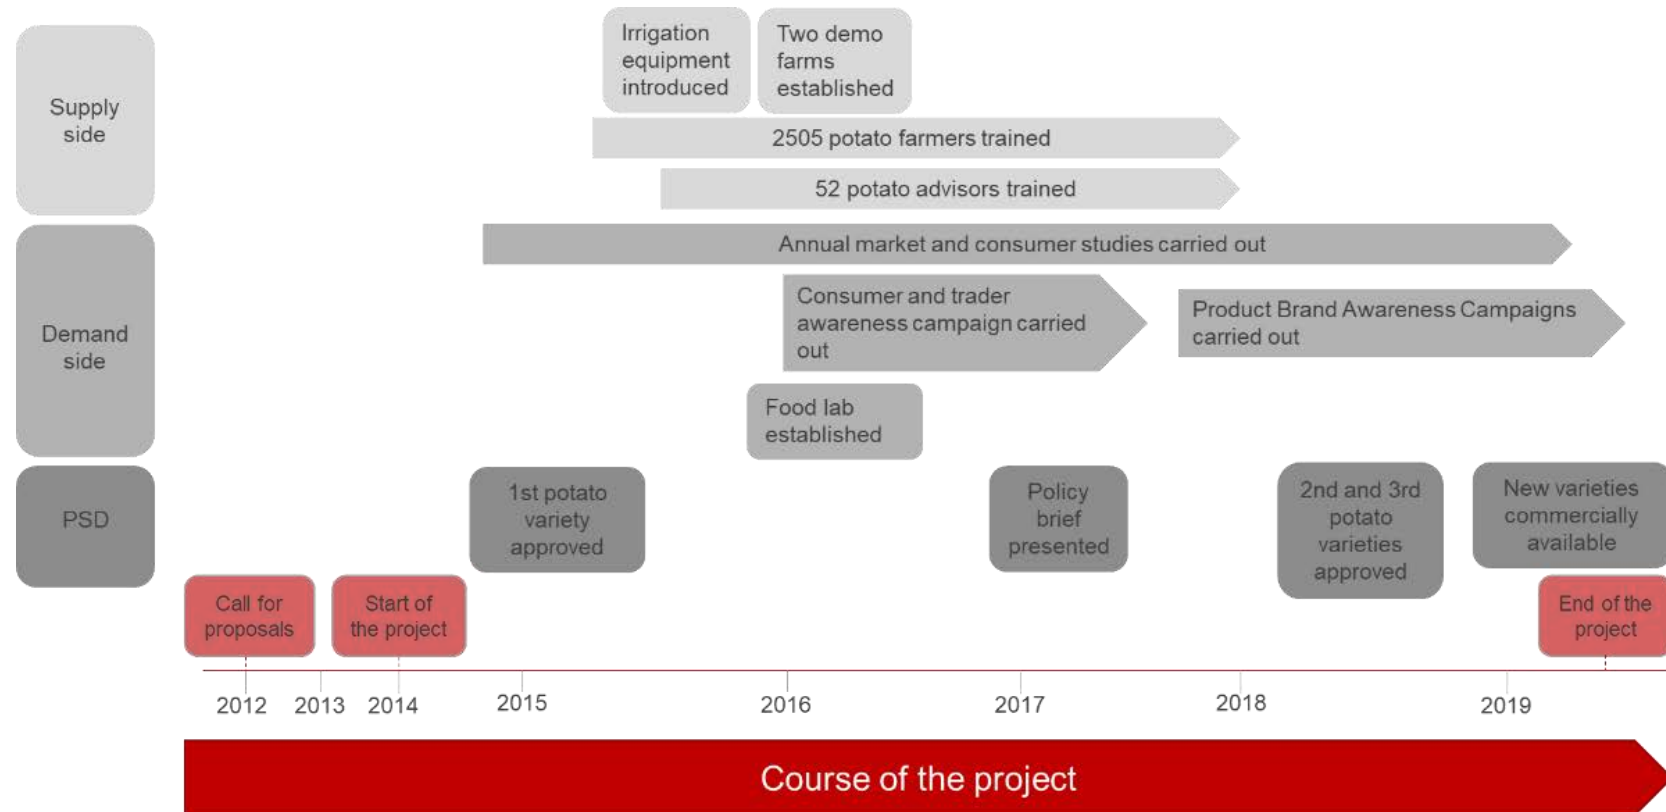 Supply
side
Irrigation
equipment
introduced
Two demo
farms
established
2505 potato farmers trained
52 potato advisors trained
Demand
side
Annual market and consumer studies carried out
Consumer and trader
awareness campaign carried
out
Product Brand Awareness Campaigns
carried out
Food lab
established
PSD
1st potato
variety
approved
Policy
brief
presented
2nd and 3rd
potato
varieties
approved
New varieties
commercially
available
Call for
proposals
Start of
the project
End of the
project
2012 2013 2014 2015 2016 2017 2018 2019
Course of the project